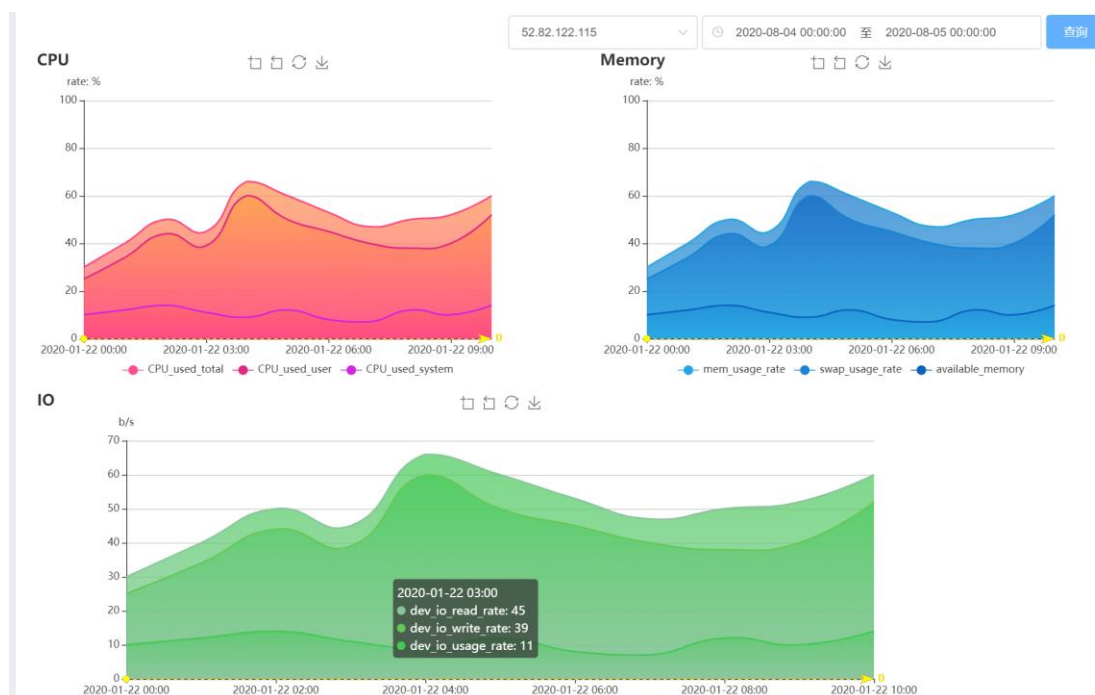 52.82.122.115 2020-08-04 00:00:00 至 2020-08-05 00:00:00 查询
CPU
rate: %
100
80
60
40
20
0
0
2020-01-22 00:00 2020-01-22 03:00 2020-01-22 06:00 2020-01-22 09:00
CPU_used_total CPU_used_user CPU_used_system
Memory
rate: %
100
80
60
40
20
0
0
2020-01-22 00:00 2020-01-22 03:00 2020-01-22 06:00 2020-01-22 09:00
mem_usage_rate swap_usage_rate available_memory
IO
b/s
70
60
50
40
30
20
10
0
0
2020-01-22 03:00
dev_io_read_rate: 45
dev_io_write_rate: 39
dev_io_usage_rate: 11
2020-01-22 00:00 2020-01-22 02:00 2020-01-22 04:00 2020-01-22 06:00 2020-01-22 08:00 2020-01-22 10:00